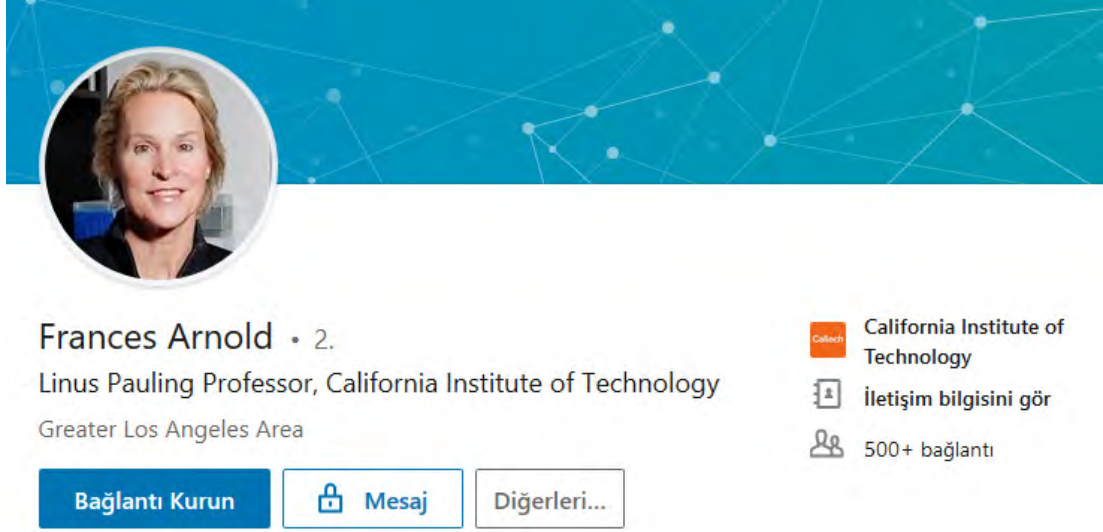 Frances Arnold • 2.
Linus Pauling Professor, California Institute of Technology
Greater Los Angeles Area
Bağlantı Kurun
Mesaj
Diğerleri...
Caltech
California Institute of
Technology
İletişim bilgisini gör
500+ bağlantı